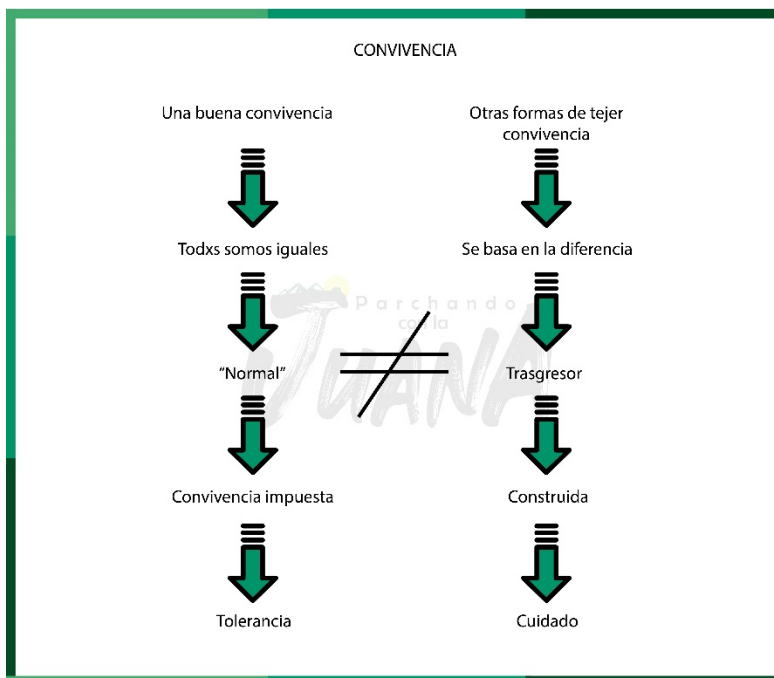 CONVIVENCIA
Una buena convivencia
Otras formas de tejer
convivencia
Todxs somos iguales
Se basa en la diferencia
Parchando
con la
JUANA
"Normal"
Trasgresor
Convivencia impuesta
Construida
Tolerancia
Cuidado